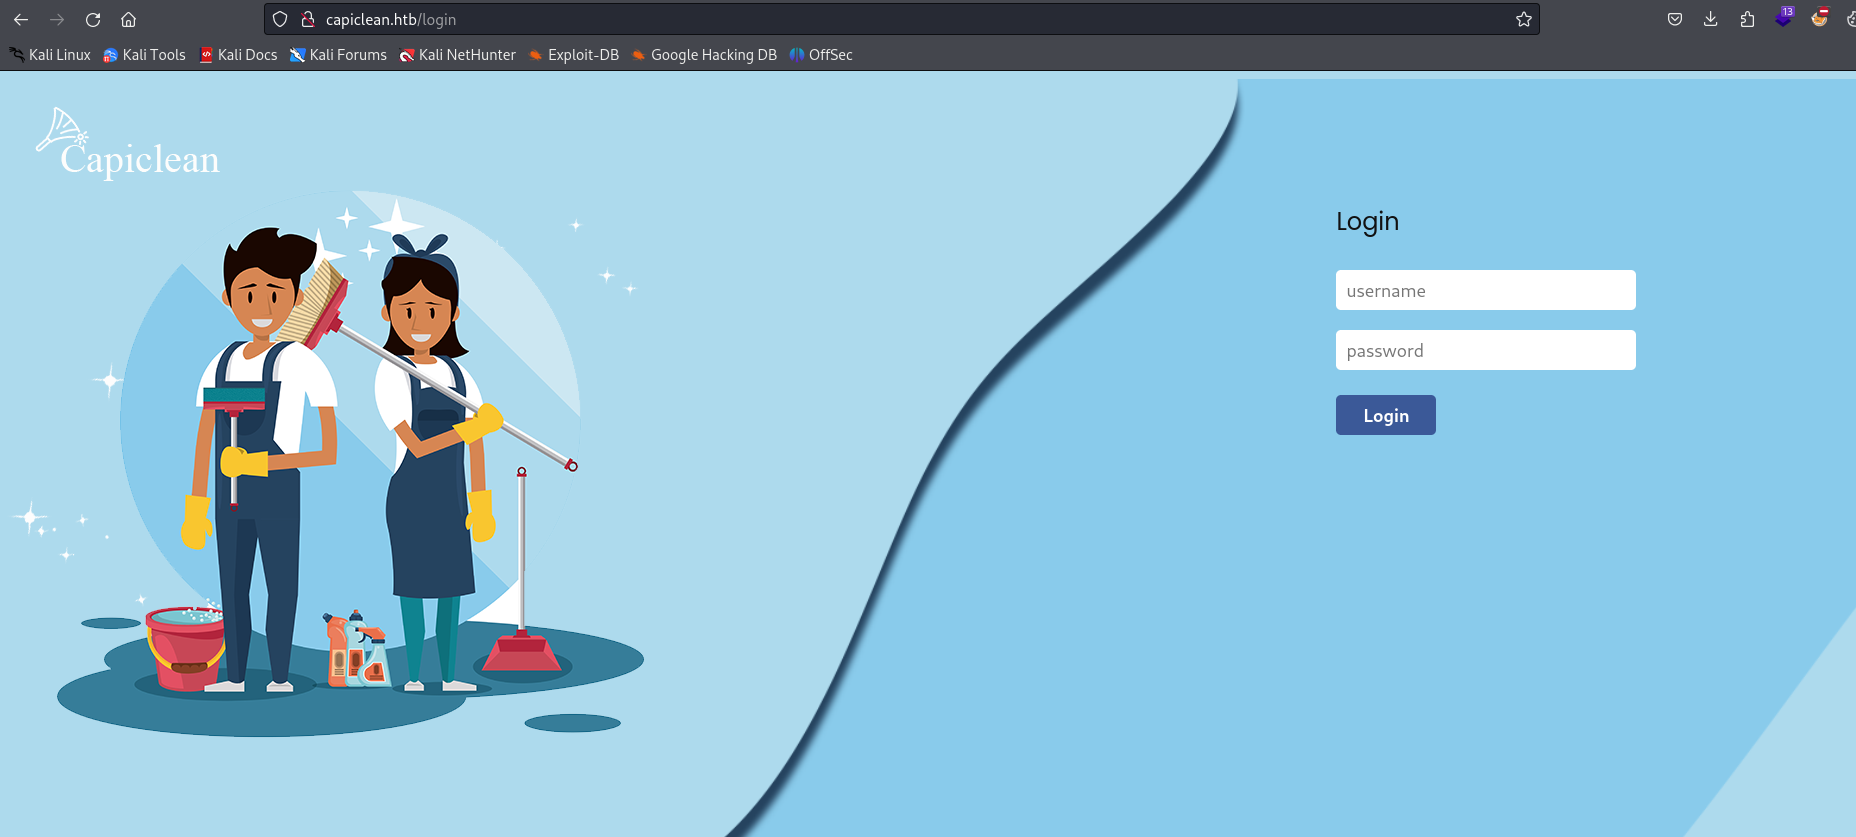 capiclean.htb/login
13
Kali Linux Kali Tools Kali Docs Kali Forums Kali NetHunter Exploit-DB Google Hacking DB OffSec
Capiclean
Login
username
password
Login